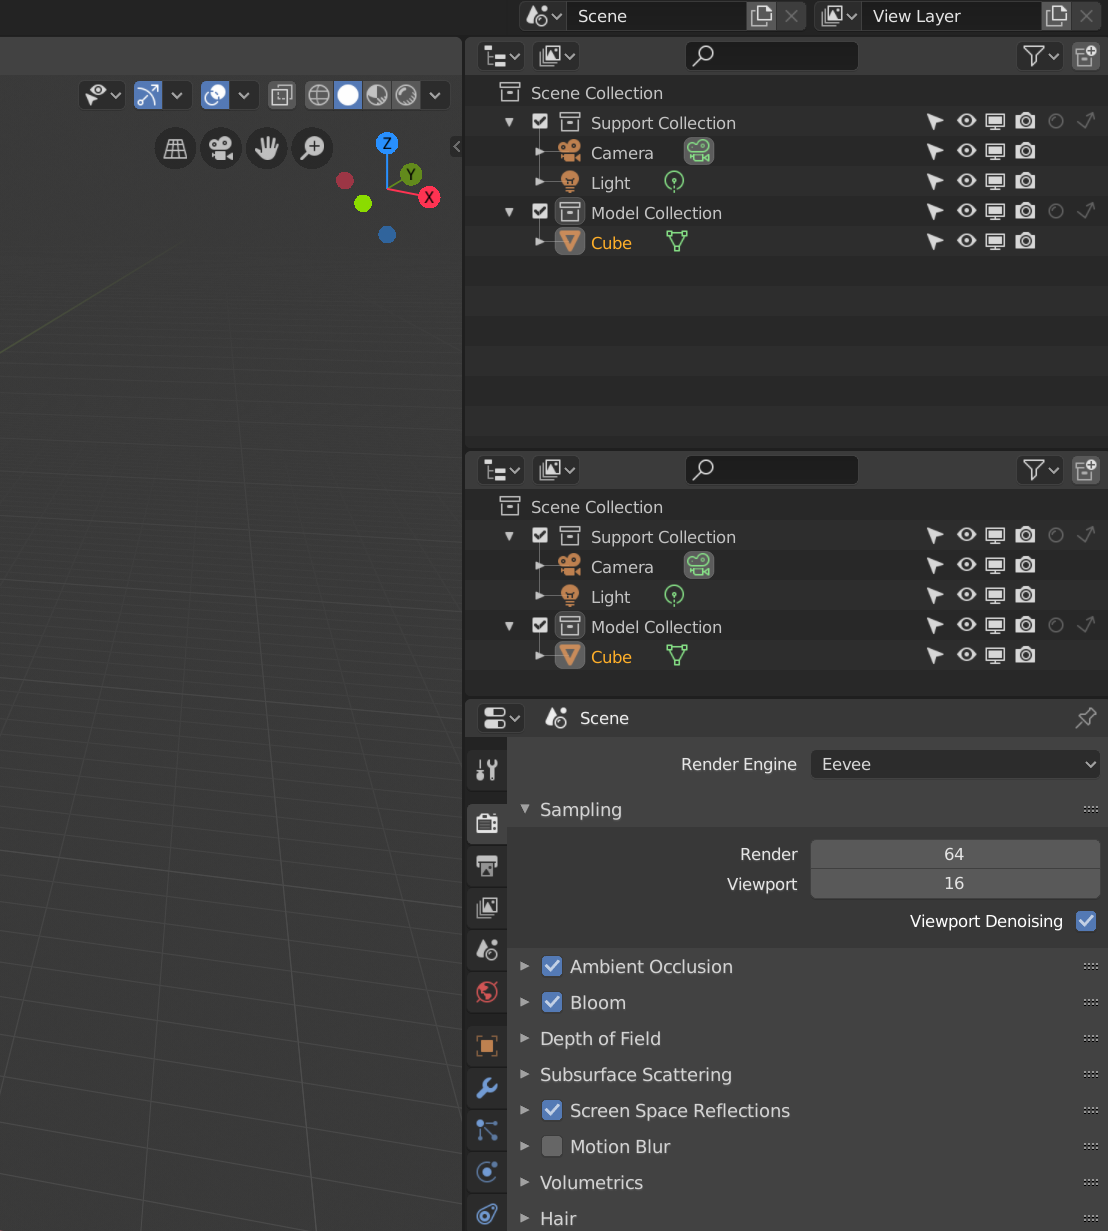 Scene
View Layer
Scene Collection
Support Collection
Camera
Light
Model Collection
Cube
Z
Y
X
Scene Collection
Support Collection
Camera
Light
Model Collection
Cube
Scene
Render Engine Eevee
Sampling
Render 64
Viewport 16
Viewport Denoising
Ambient Occlusion
Bloom
Depth of Field
Subsurface Scattering
Screen Space Reflections
Motion Blur
Volumetrics
Hair